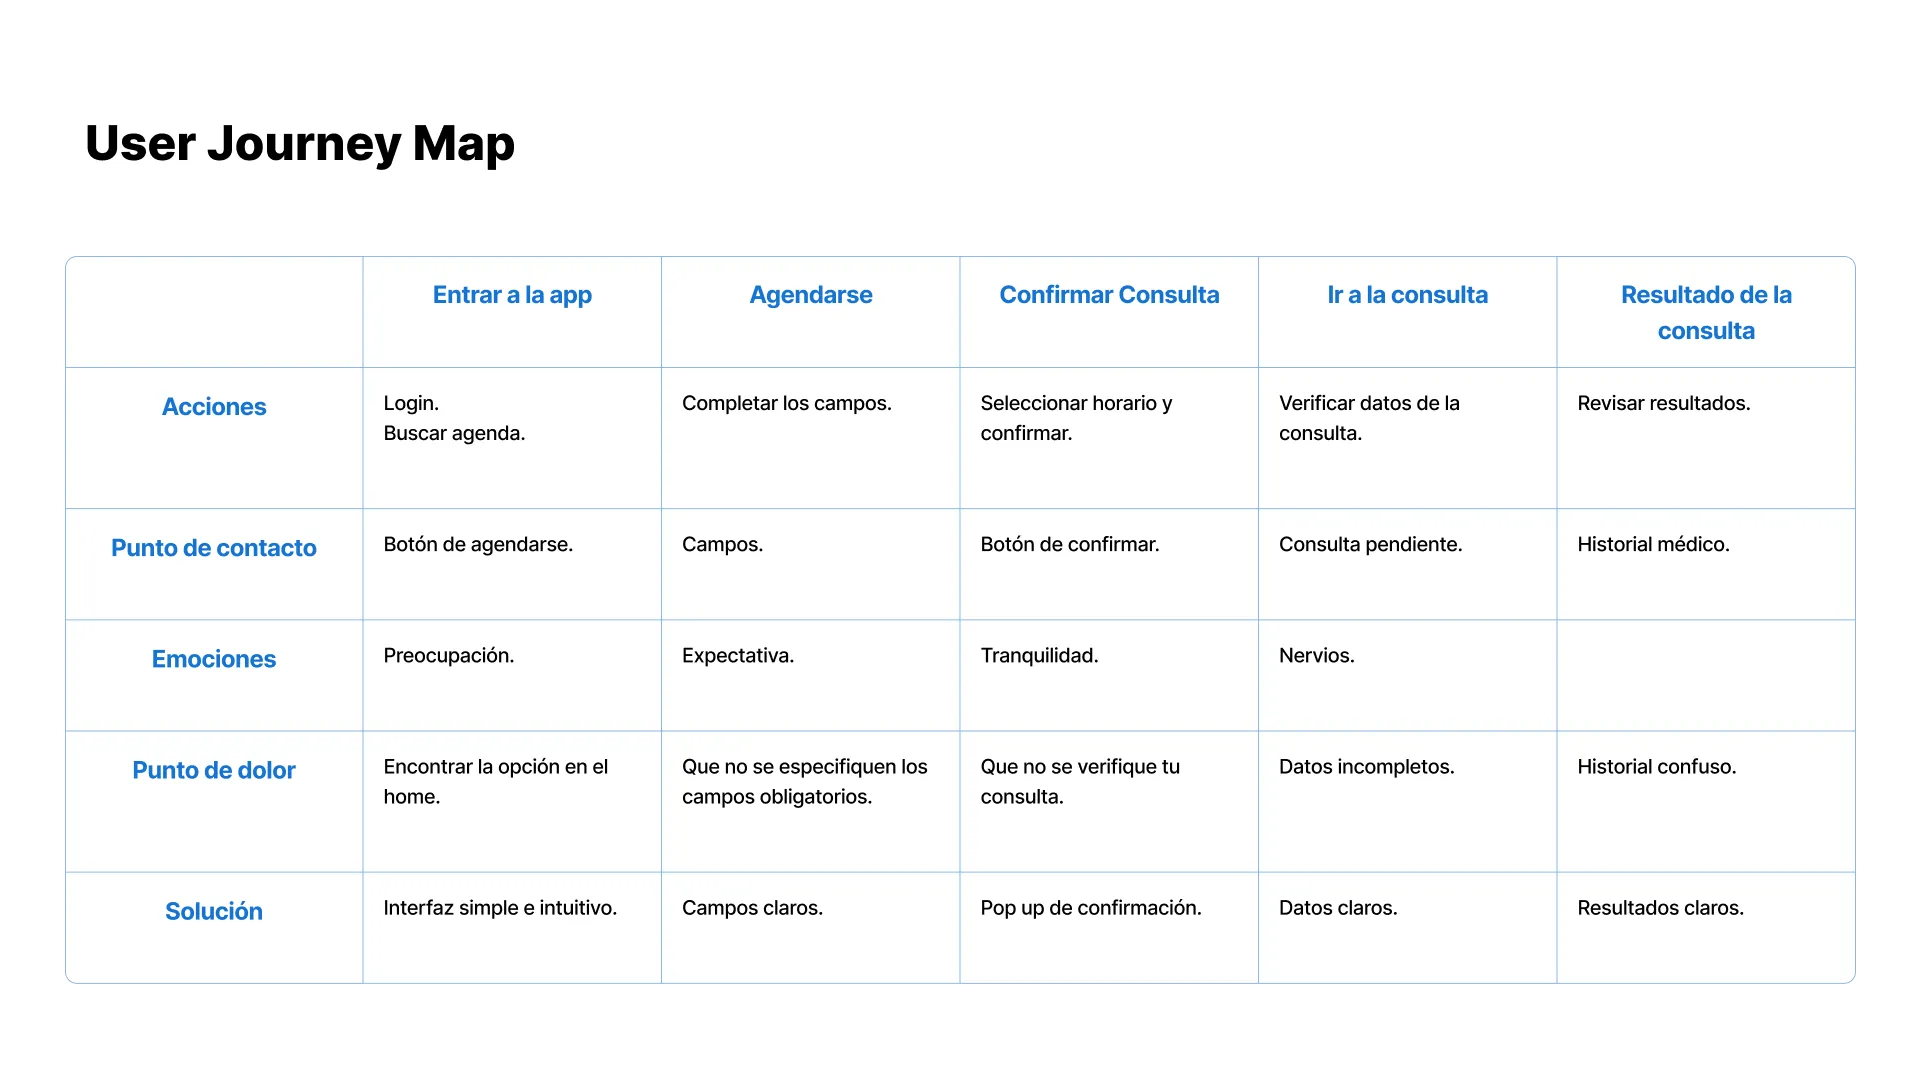 User Journey Map
Entrar a la app
Agendarse
Confirmar Consulta
Ir a la consulta
Resultado de la
consulta
Acciones
Login.
Buscar agenda.
Completar los campos.
Seleccionar horario y
confirmar.
Verificar datos de la
consulta.
Revisar resultados.
Punto de contacto
Botón de agendarse.
Campos.
Botón de confirmar.
Consulta pendiente.
Historial médico.
Emociones
Preocupación.
Expectativa.
Tranquilidad.
Nervios.
Punto de dolor
Encontrar la opción en el
home.
Que no se especifiquen los
campos obligatorios.
Que no se verifique tu
consulta.
Datos incompletos.
Historial confuso.
Solución
Interfaz simple e intuitivo.
Campos claros.
Pop up de confirmación.
Datos claros.
Resultados claros.